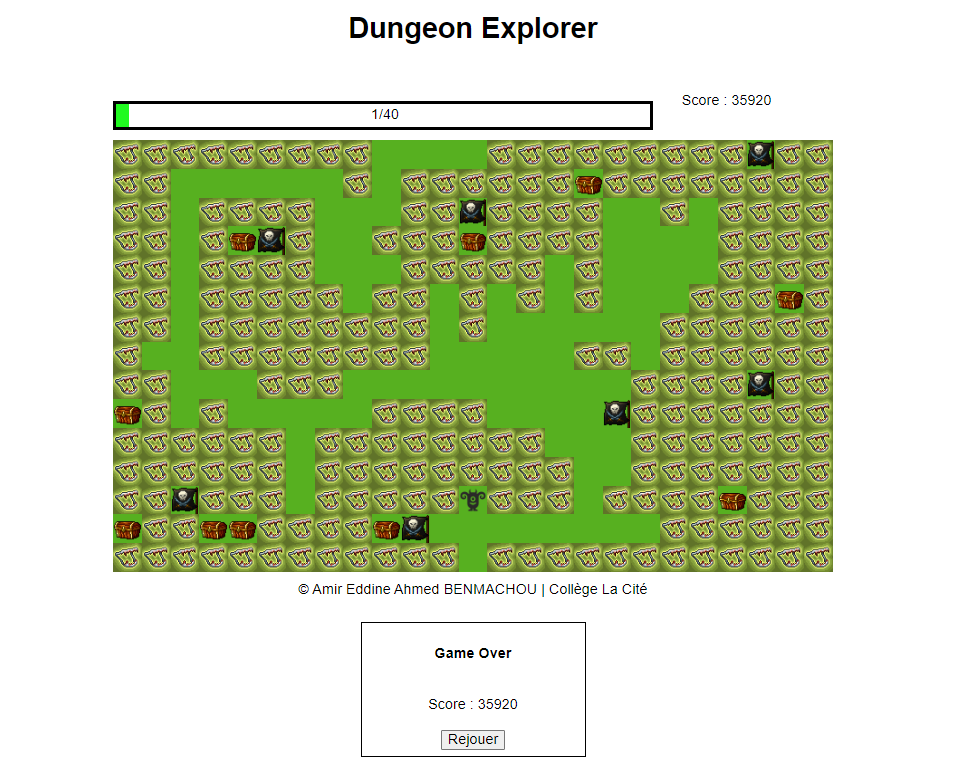 Dungeon Explorer
1/40
Score : 35920
© Amir Eddine Ahmed BENMACHOU | Collège La Cité
Game Over
Score : 35920
Rejouer